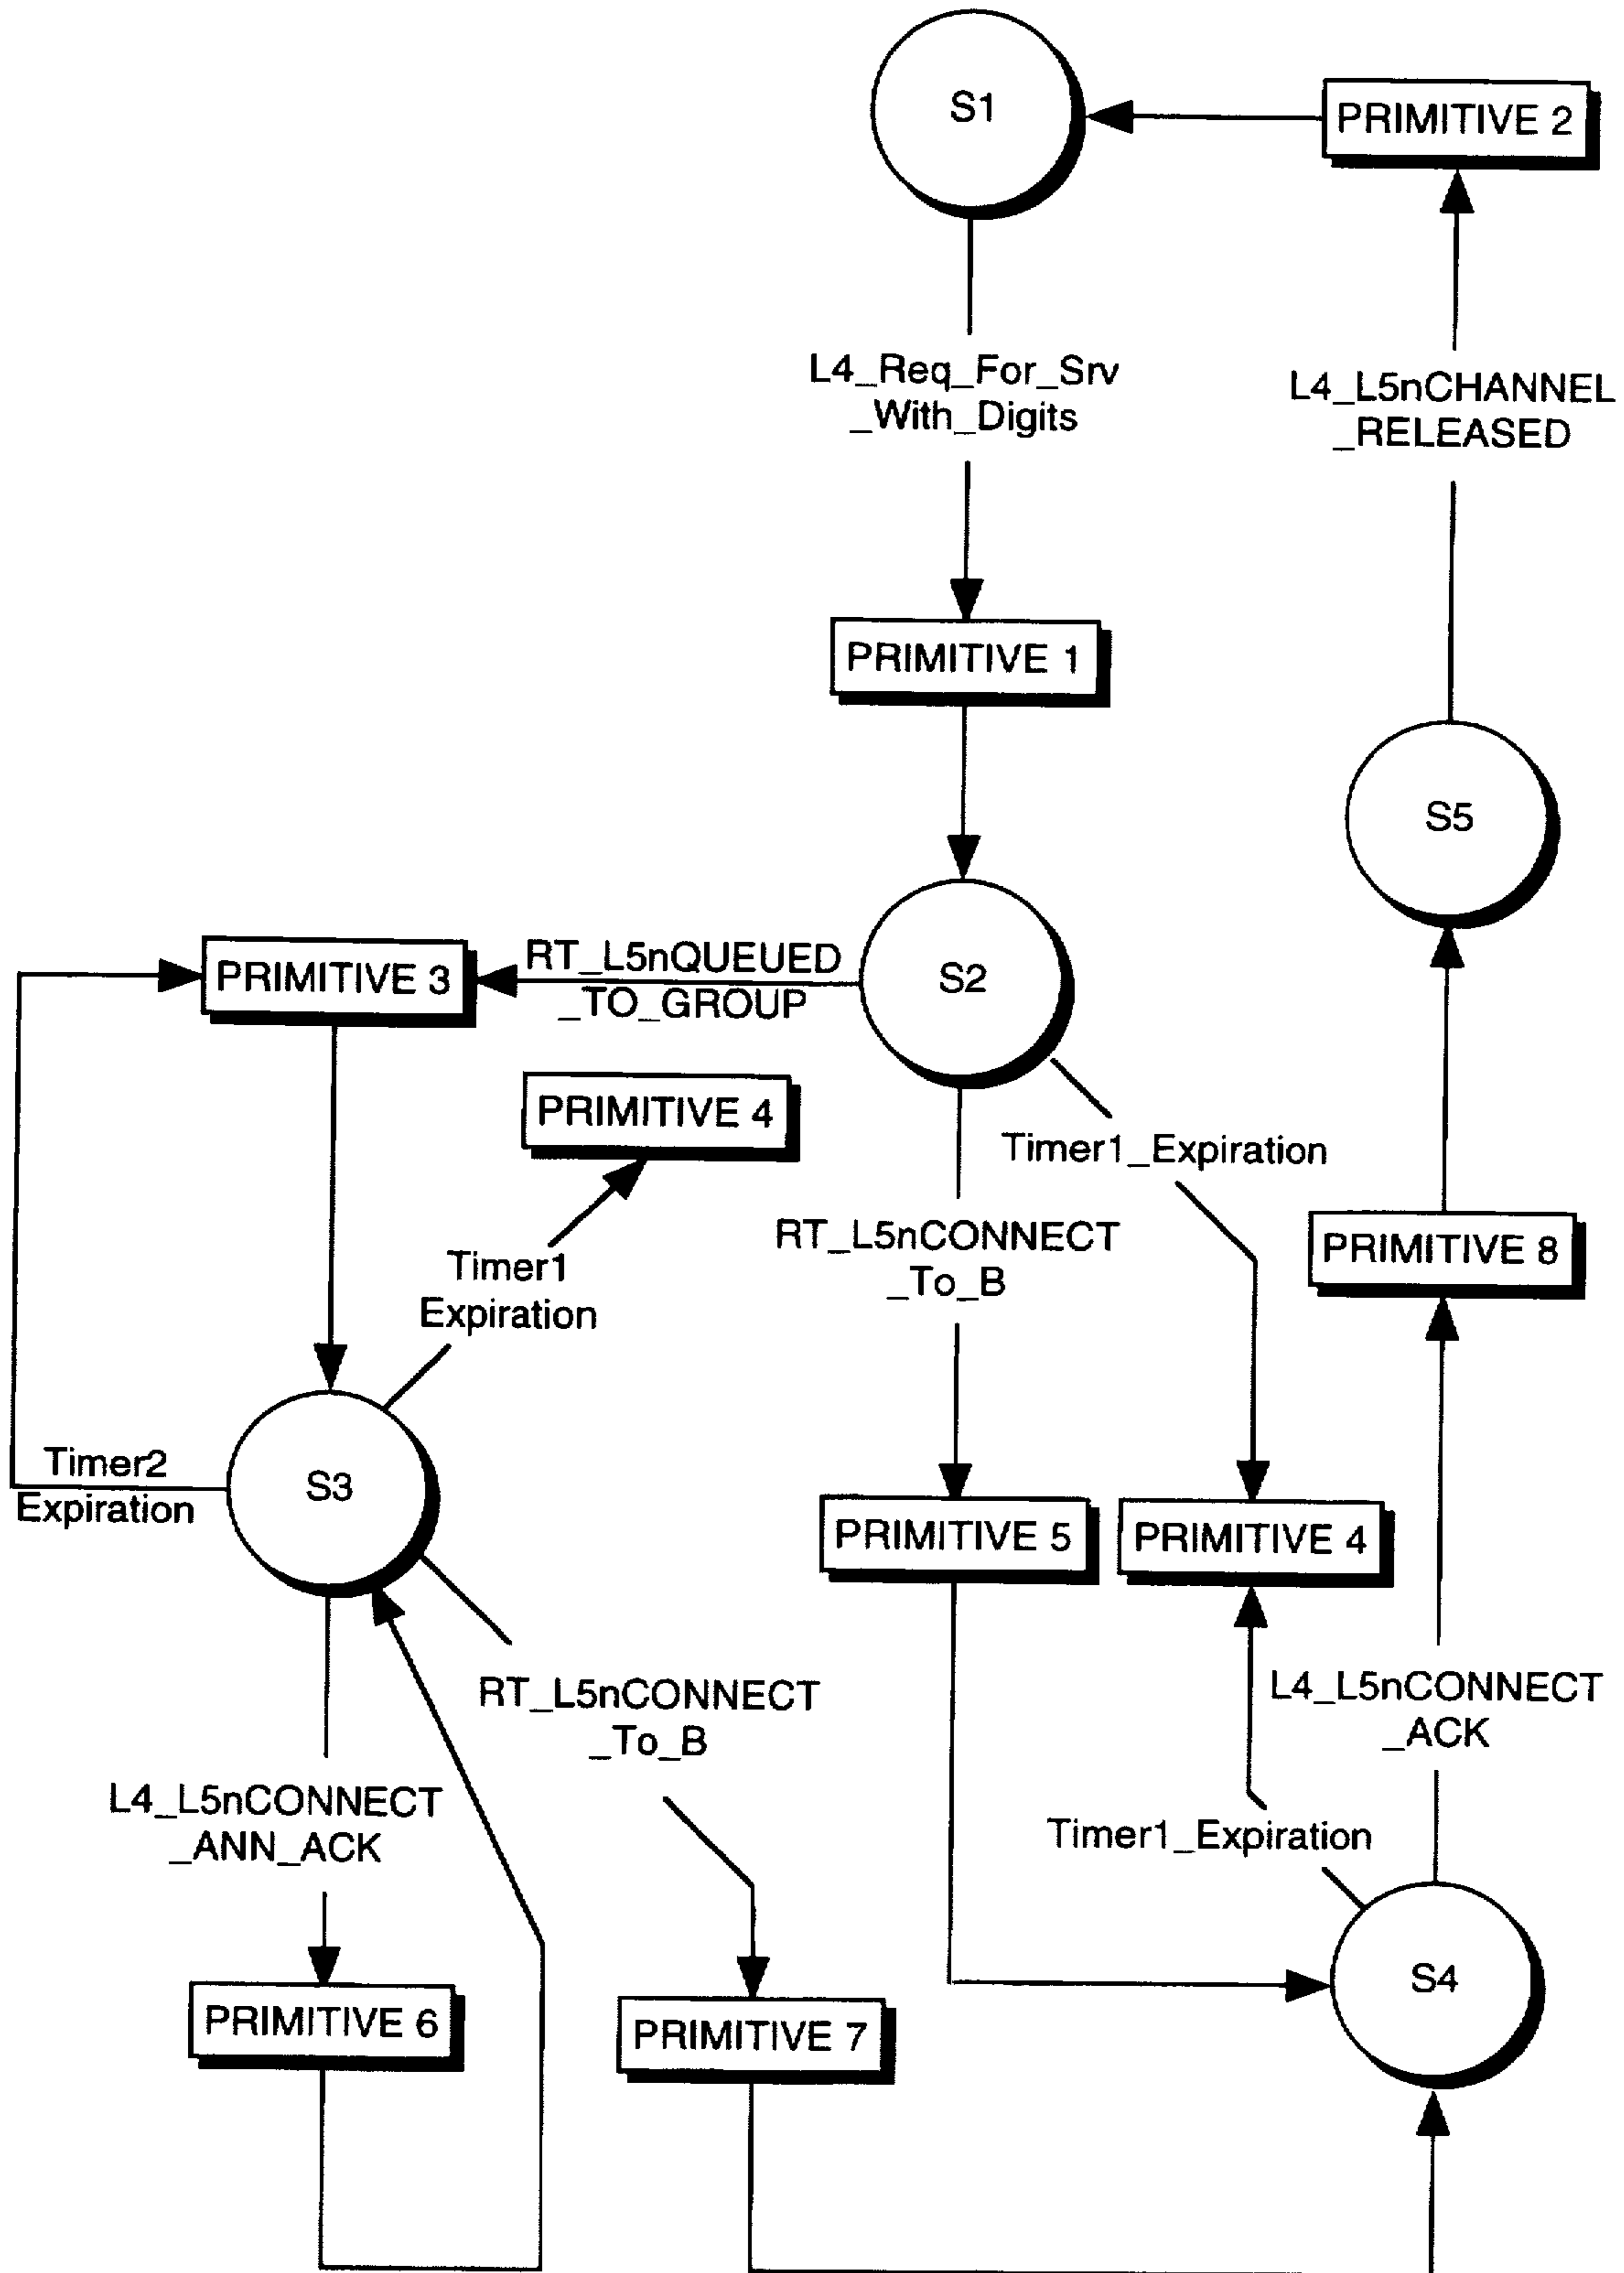 S1
PRIMITIVE 2
L4_Req_For_Srv
_With_Digits
L4_L5nCHANNEL
_RELEASED
PRIMITIVE 1
S5
PRIMITIVE 3
RT_L5nQUEUED
_TO_GROUP
S2
PRIMITIVE 4
Timer1_Expiration
RT_L5nCONNECT
_To_B
PRIMITIVE 8
Timer1
Expiration
Timer2
Expiration
S3
PRIMITIVE 5
PRIMITIVE 4
RT_L5nCONNECT
_To_B
L4_L5nCONNECT
_ACK
L4_L5nCONNECT
_ANN_ACK
Timer1_Expiration
S4
PRIMITIVE 6
PRIMITIVE 7